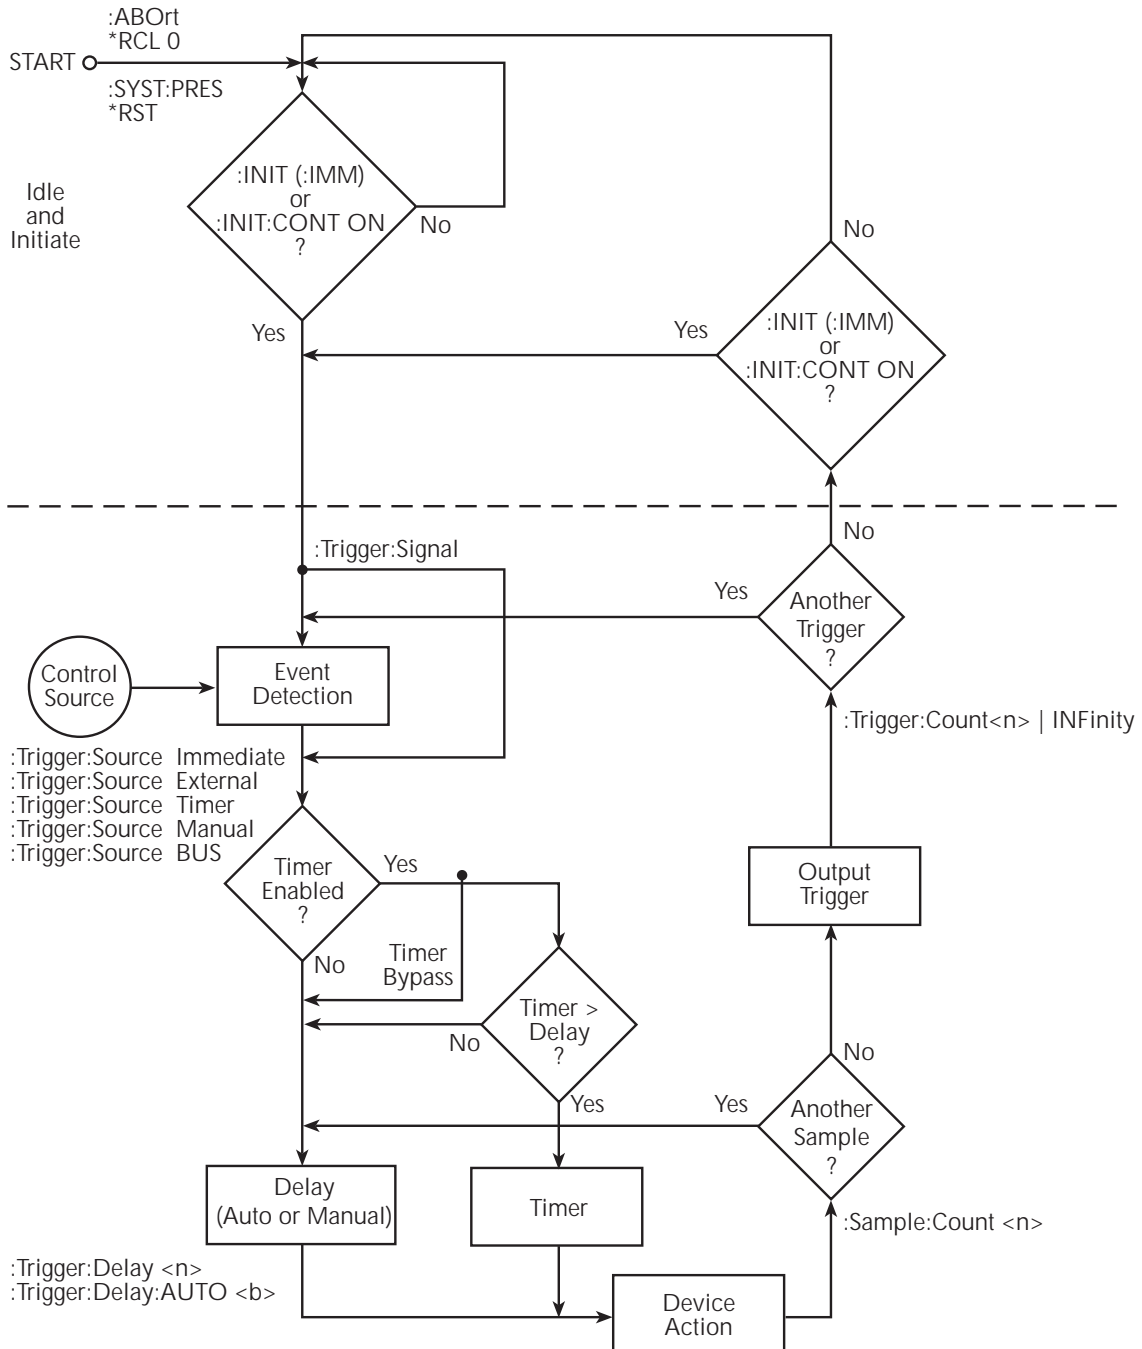 :ABOrt
*RCL 0
START
:SYST:PRES
*RST
Idle
and
Initiate
:INIT (:IMM)
or
:INIT:CONT ON
?
No
Yes
No
:INIT (:IMM)
or
:INIT:CONT ON
?
Yes
No
:Trigger:Signal
Another
Trigger
?
Yes
Control
Source
Event
Detection
:Trigger:Count<n> | INFinity
:Trigger:Source Immediate
:Trigger:Source External
:Trigger:Source Timer
:Trigger:Source Manual
:Trigger:Source BUS
Timer
Enabled
?
Yes
No
Timer
Bypass
Output
Trigger
Timer >
Delay
?
No
Yes
No
Another
Sample
?
Yes
Delay
(Auto or Manual)
Timer
:Sample:Count <n>
:Trigger:Delay <n>
:Trigger:Delay:AUTO <b>
Device
Action